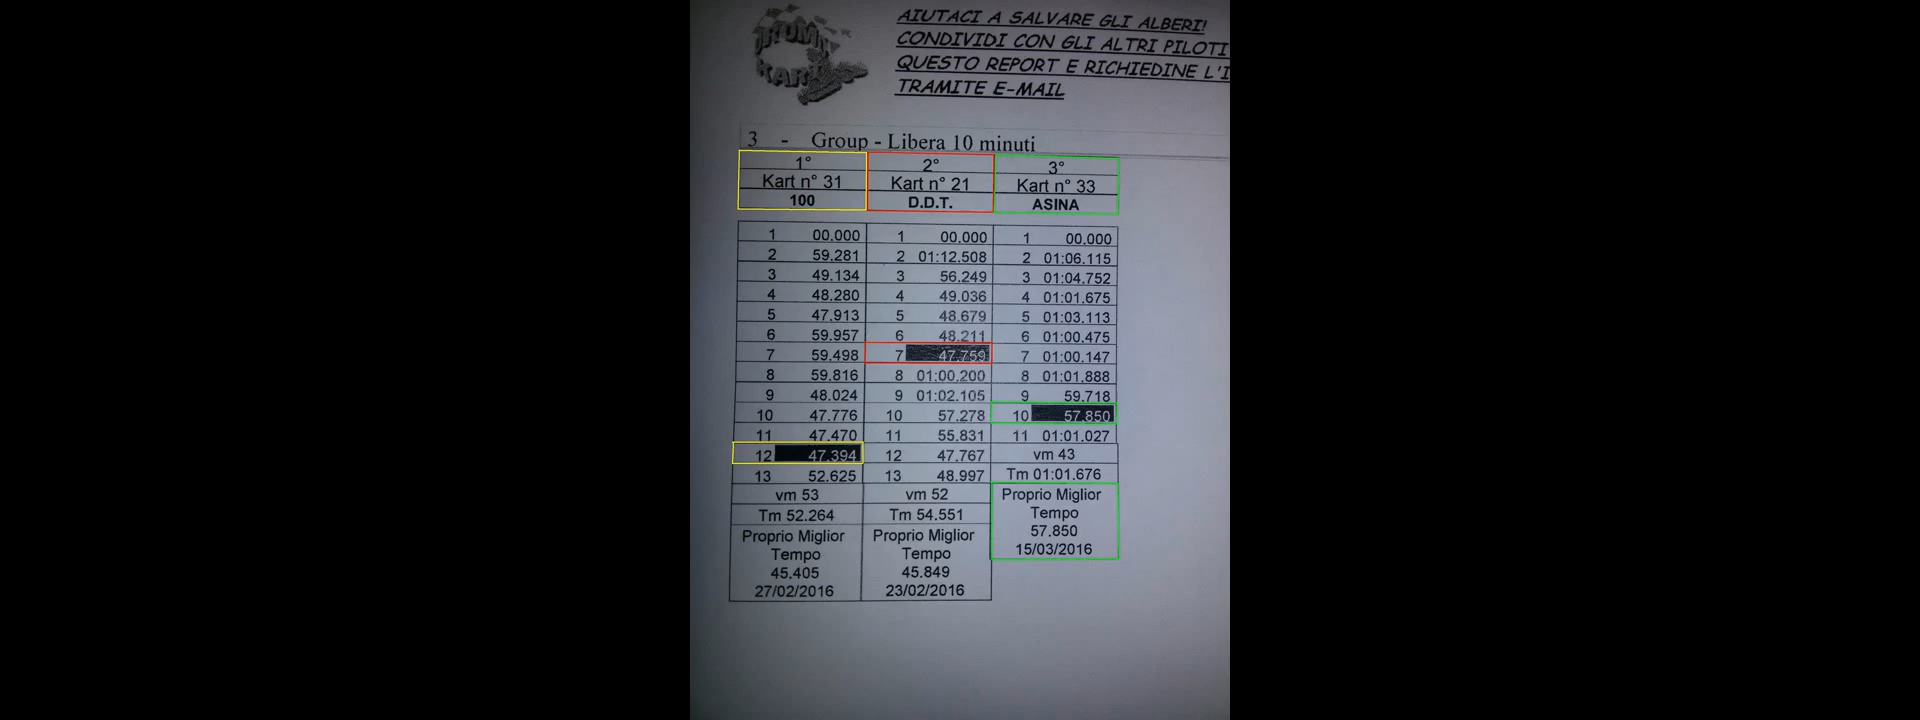 AIUTACI A SALVARE GLI ALBERI!
CONDIVIDI CON GLI ALTRI PILOTI
QUESTO REPORT E RICHIEDINE L'I
TRAMITE E-MAIL
KART
3 - Group - Libera 10 minuti
1° 2° 3°
Kart n° 31 Kart n° 21 Kart n° 33
100 D.D.T. ASINA
1 00.000 1 00.000 1 00.000
2 59.281 2 01:12.508 2 01:06.115
3 49.134 3 56.249 3 01:04.752
4 48.280 4 49.036 4 01:01.675
5 47.913 5 48.679 5 01:03.113
6 59.957 6 48.211 6 01:00.475
7 59.498 7 47.759 7 01:00.147
8 59.816 8 01:00.200 8 01:01.888
9 48.024 9 01:02.105 9 59.718
10 47.776 10 57.278 10 57.850
11 47.470 11 55.831 11 01:01.027
12 47.394 12 47.767 vm 43
13 52.625 13 48.997 Tm 01:01.676
vm 53 vm 52 Proprio Miglior
Tm 52.264 Tm 54.551 Tempo
57.850
Proprio Miglior Proprio Miglior 15/03/2016
Tempo Tempo
45.405 45.849
27/02/2016 23/02/2016